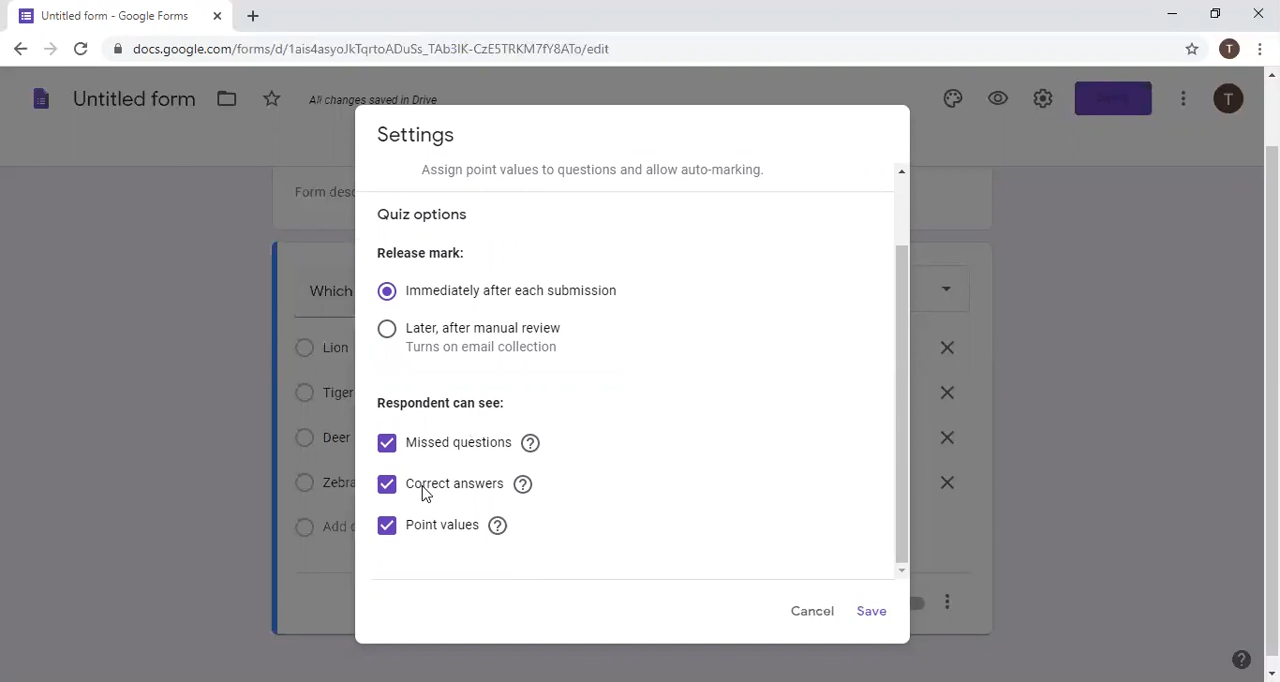 Untitled form - Google Forms
docs.google.com/forms/d/1ais4asyoJkTqrtoADuSs_TAb3IK-CzE5TRKM7fY8ATo/edit
T
Untitled form
All changes saved in Drive
Send
T
Settings
Assign point values to questions and allow auto-marking.
Form desc
Quiz options
Release mark:
Which
Immediately after each submission
Later, after manual review
Turns on email collection
Lion
Tiger
Deer
Zebra
Add o
Respondent can see:
Missed questions
Correct answers
Point values
Cancel
Save